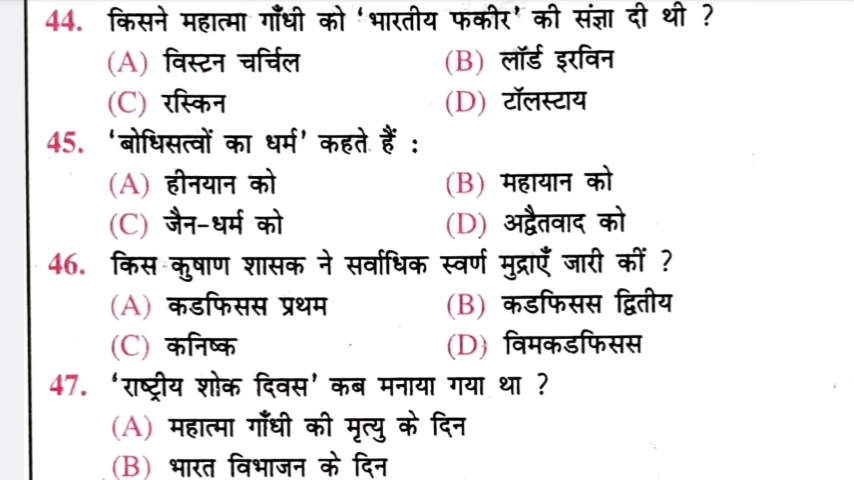 44. किसने महात्मा गाँधी को 'भारतीय फकीर' की संज्ञा दी थी ?
(A) विस्टन चर्चिल (B) लॉर्ड इरविन
(C) रस्किन (D) टॉलस्टाय
45. 'बोधिसत्वों का धर्म' कहते हैं :
(A) हीनयान को (B) महायान को
(C) जैन-धर्म को (D) अद्वैतवाद को
46. किस कुषाण शासक ने सर्वाधिक स्वर्ण मुद्राएँ जारी कीं ?
(A) कडफिसस प्रथम (B) कडफिसस द्वितीय
(C) कनिष्क (D) विमकडफिसस
47. 'राष्ट्रीय शोक दिवस' कब मनाया गया था ?
(A) महात्मा गाँधी की मृत्यु के दिन
(B) भारत विभाजन के दिन